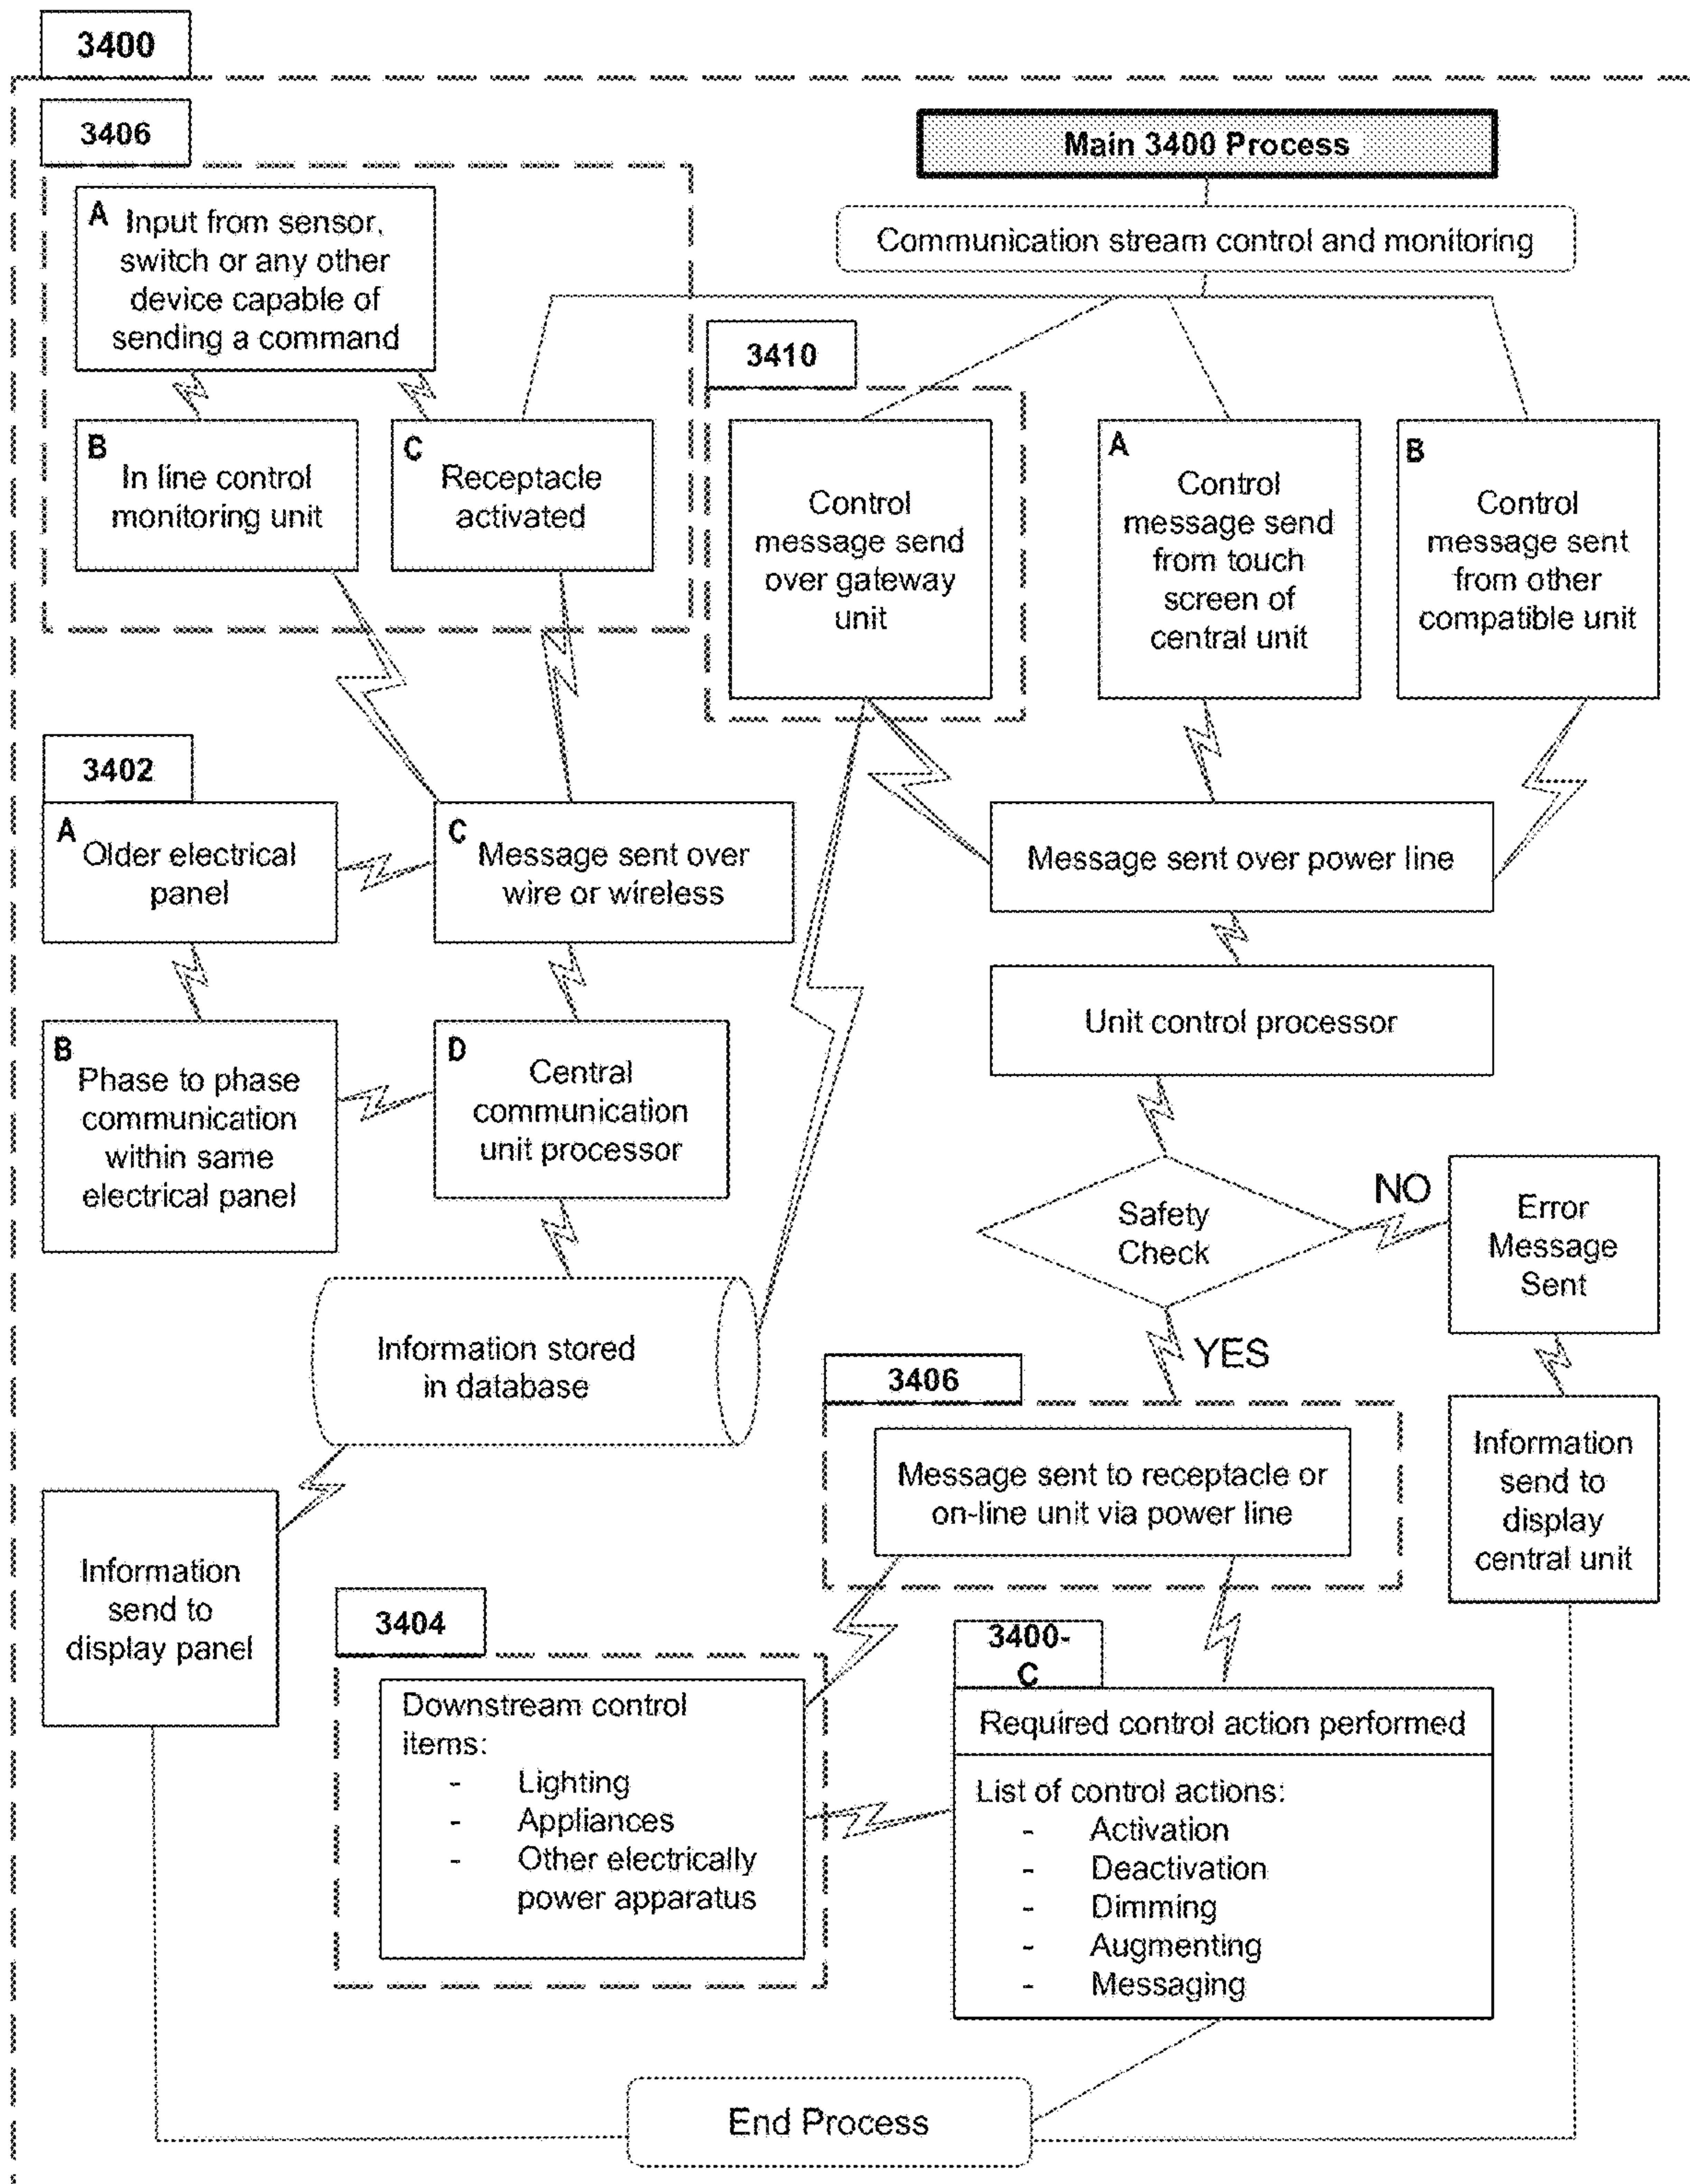 3400
3406
Main 3400 Process
Communication stream control and monitoring
A
Input from sensor,
switch or any other
device capable of
sending a command
3410
B
In line control
monitoring unit
C
Receptacle
activated
Control
message send
over gateway
unit
A
Control
message send
from touch
screen of
central unit
B
Control
message sent
from other
compatible unit
3402
A
Older electrical
panel
C
Message sent over
wire or wireless
Message sent over power line
B
Phase to phase
communication
within same
electrical panel
D
Central
communication
unit processor
Unit control processor
Safety
Check
NO
Error
Message
Sent
YES
Information stored
in database
3406
Message sent to receptacle or
on-line unit via power line
Information
send to
display
central unit
Information
send to
display panel
3404
Downstream control
items:
- Lighting
- Appliances
- Other electrically
power apparatus
3400-
C
Required control action performed
List of control actions:
- Activation
- Deactivation
- Dimming
- Augmenting
- Messaging
End Process